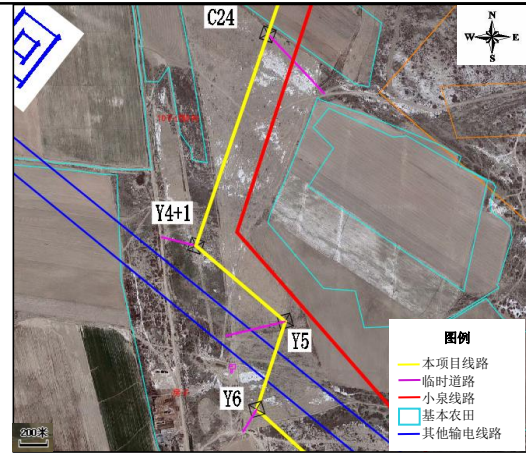 C24
N
W E
S
Y4+1
Y5
Y6
图例
本项目线路
临时道路
小泉线路
基本农田
其他输电线路
200米